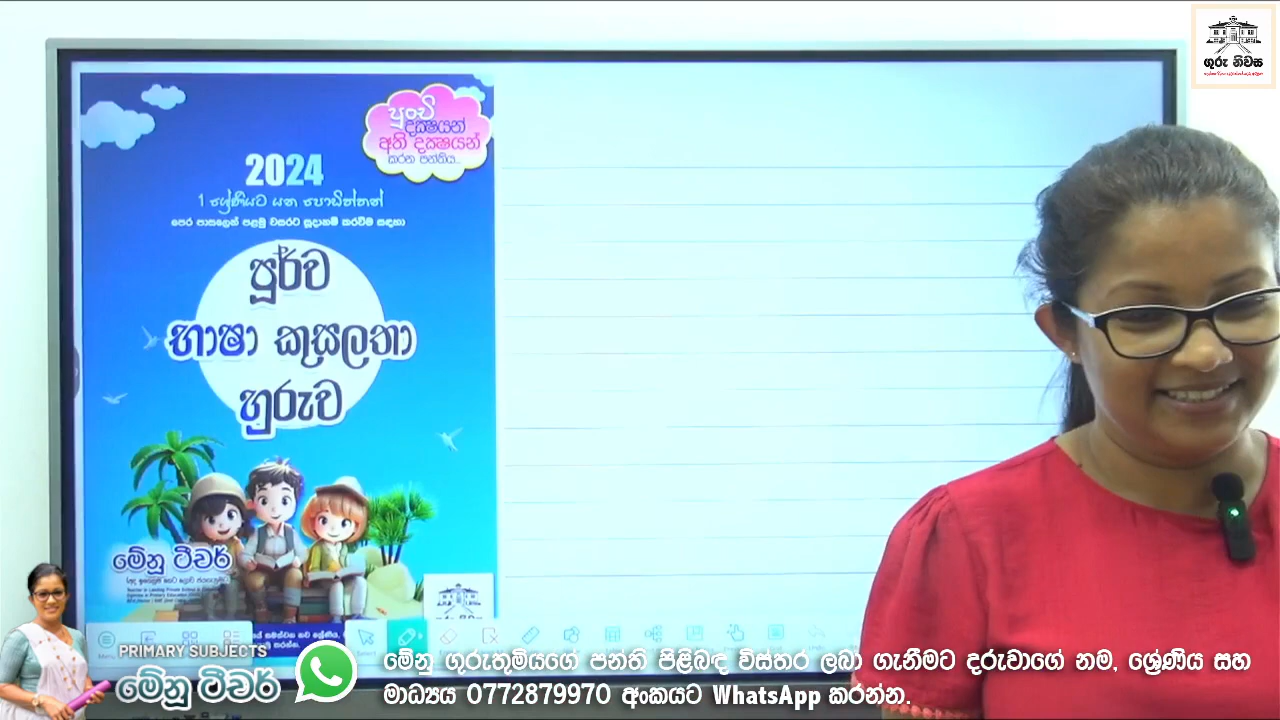 ගුරු නිවස
පුංචි
දක්ෂයන්
අති දක්ෂයන්
කරන පන්තිය...
2024
1 ශ්‍රේණියට යන පොඩිත්තන්
පෙර පාසලෙන් පළමු වසරට සූදානම් කරවීම සඳහා
පූර්ව
භාෂා කුසලතා
හුරුව
මේනූ ටීචර්
Select
PRIMARY SUBJECTS
මේනූ ටීචර්
මේනු ගුරුතුමියගේ පන්ති පිළිබඳ විස්තර ලබා ගැනීමට දරුවාගේ නම, ශ්‍රේණිය සහ
මාධ්‍යය 0772879970 අංකයට WhatsApp කරන්න.